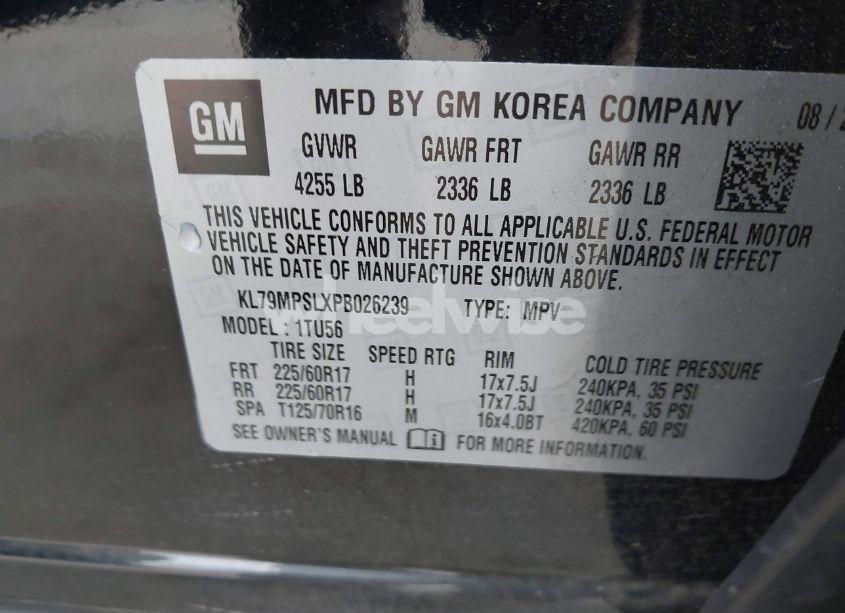 GM
MFD BY GM KOREA COMPANY 08 /
GVWR GAWR FRT GAWR RR
4255 LB 2336 LB 2336 LB
THIS VEHICLE CONFORMS TO ALL APPLICABLE U.S. FEDERAL MOTOR
VEHICLE SAFETY AND THEFT PREVENTION STANDARDS IN EFFECT
ON THE DATE OF MANUFACTURE SHOWN ABOVE.
KL79MPSLXPB026239 TYPE: MPV
wheelwise
MODEL : 1TU56
TIRE SIZE SPEED RTG RIM COLD TIRE PRESSURE
FRT 225/60R17 H 17x7.5J 240KPA, 35 PSI
RR 225/60R17 H 17x7.5J 240KPA, 35 PSI
SPA T125/70R16 M 16x4.0BT 420KPA, 60 PSI
SEE OWNER'S MANUAL FOR MORE INFORMATION.